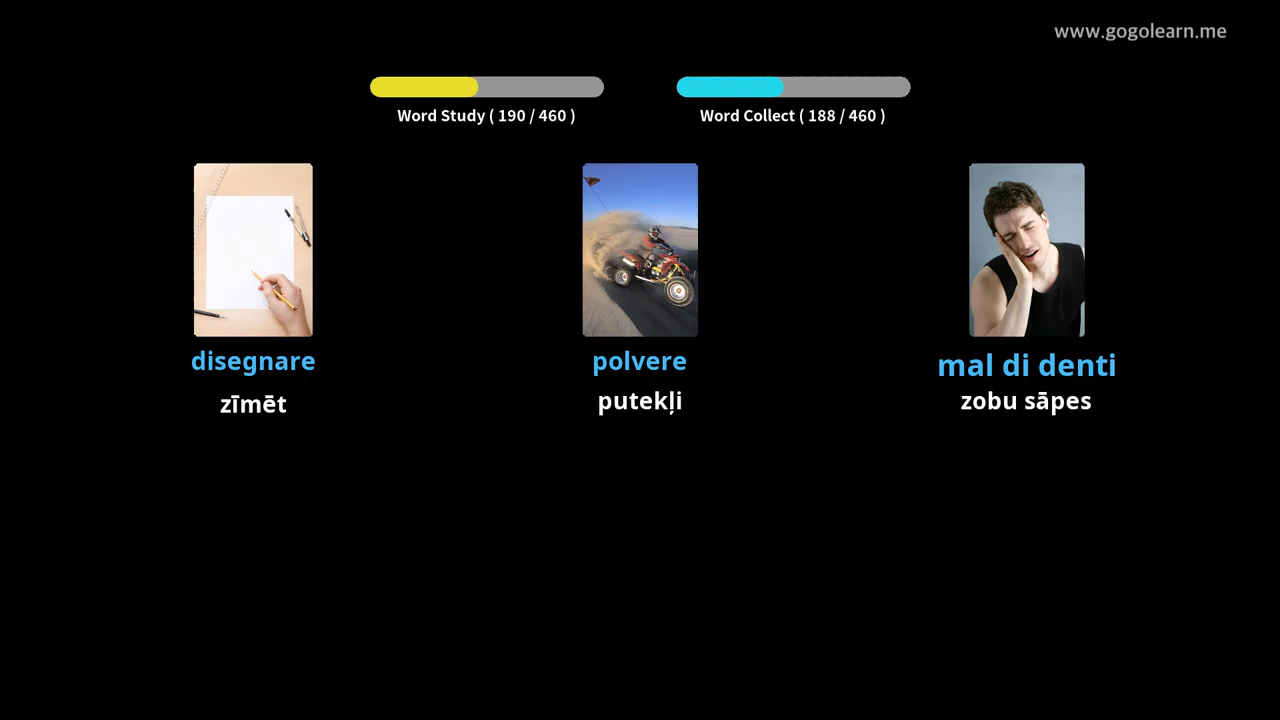 www.gogolearn.me
Word Study ( 190 / 460 )
Word Collect ( 188 / 460 )
disegnare
zīmēt
polvere
putekļi
mal di denti
zobu sāpes